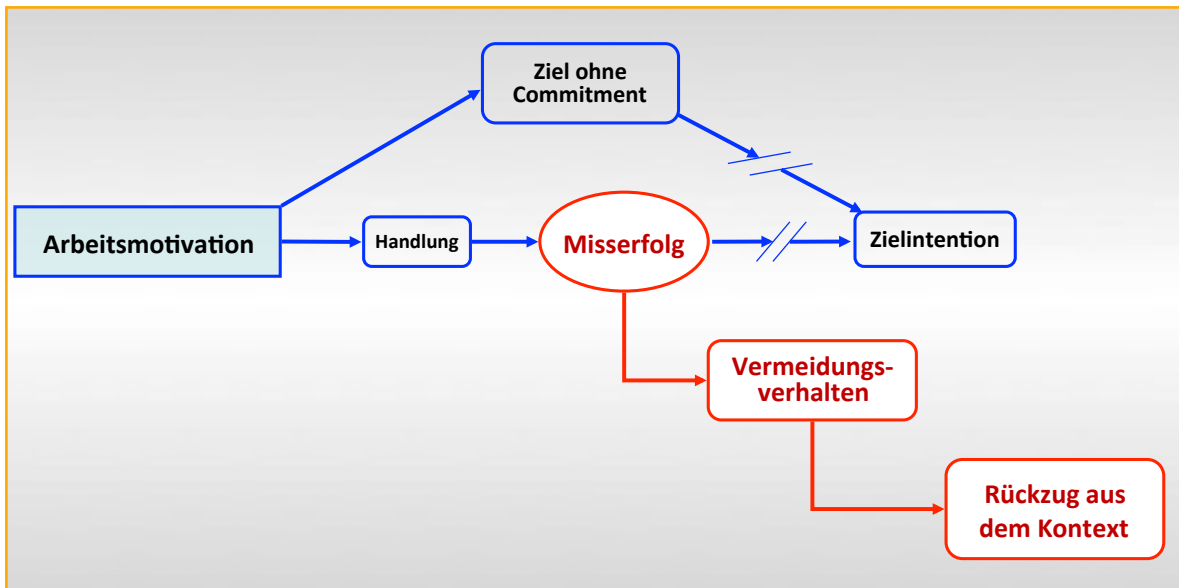 Ziel ohne
Commitment
Arbeitsmotivation
Handlung
Misserfolg
Zielintention
Vermeidungs-
verhalten
Rückzug aus
dem Kontext